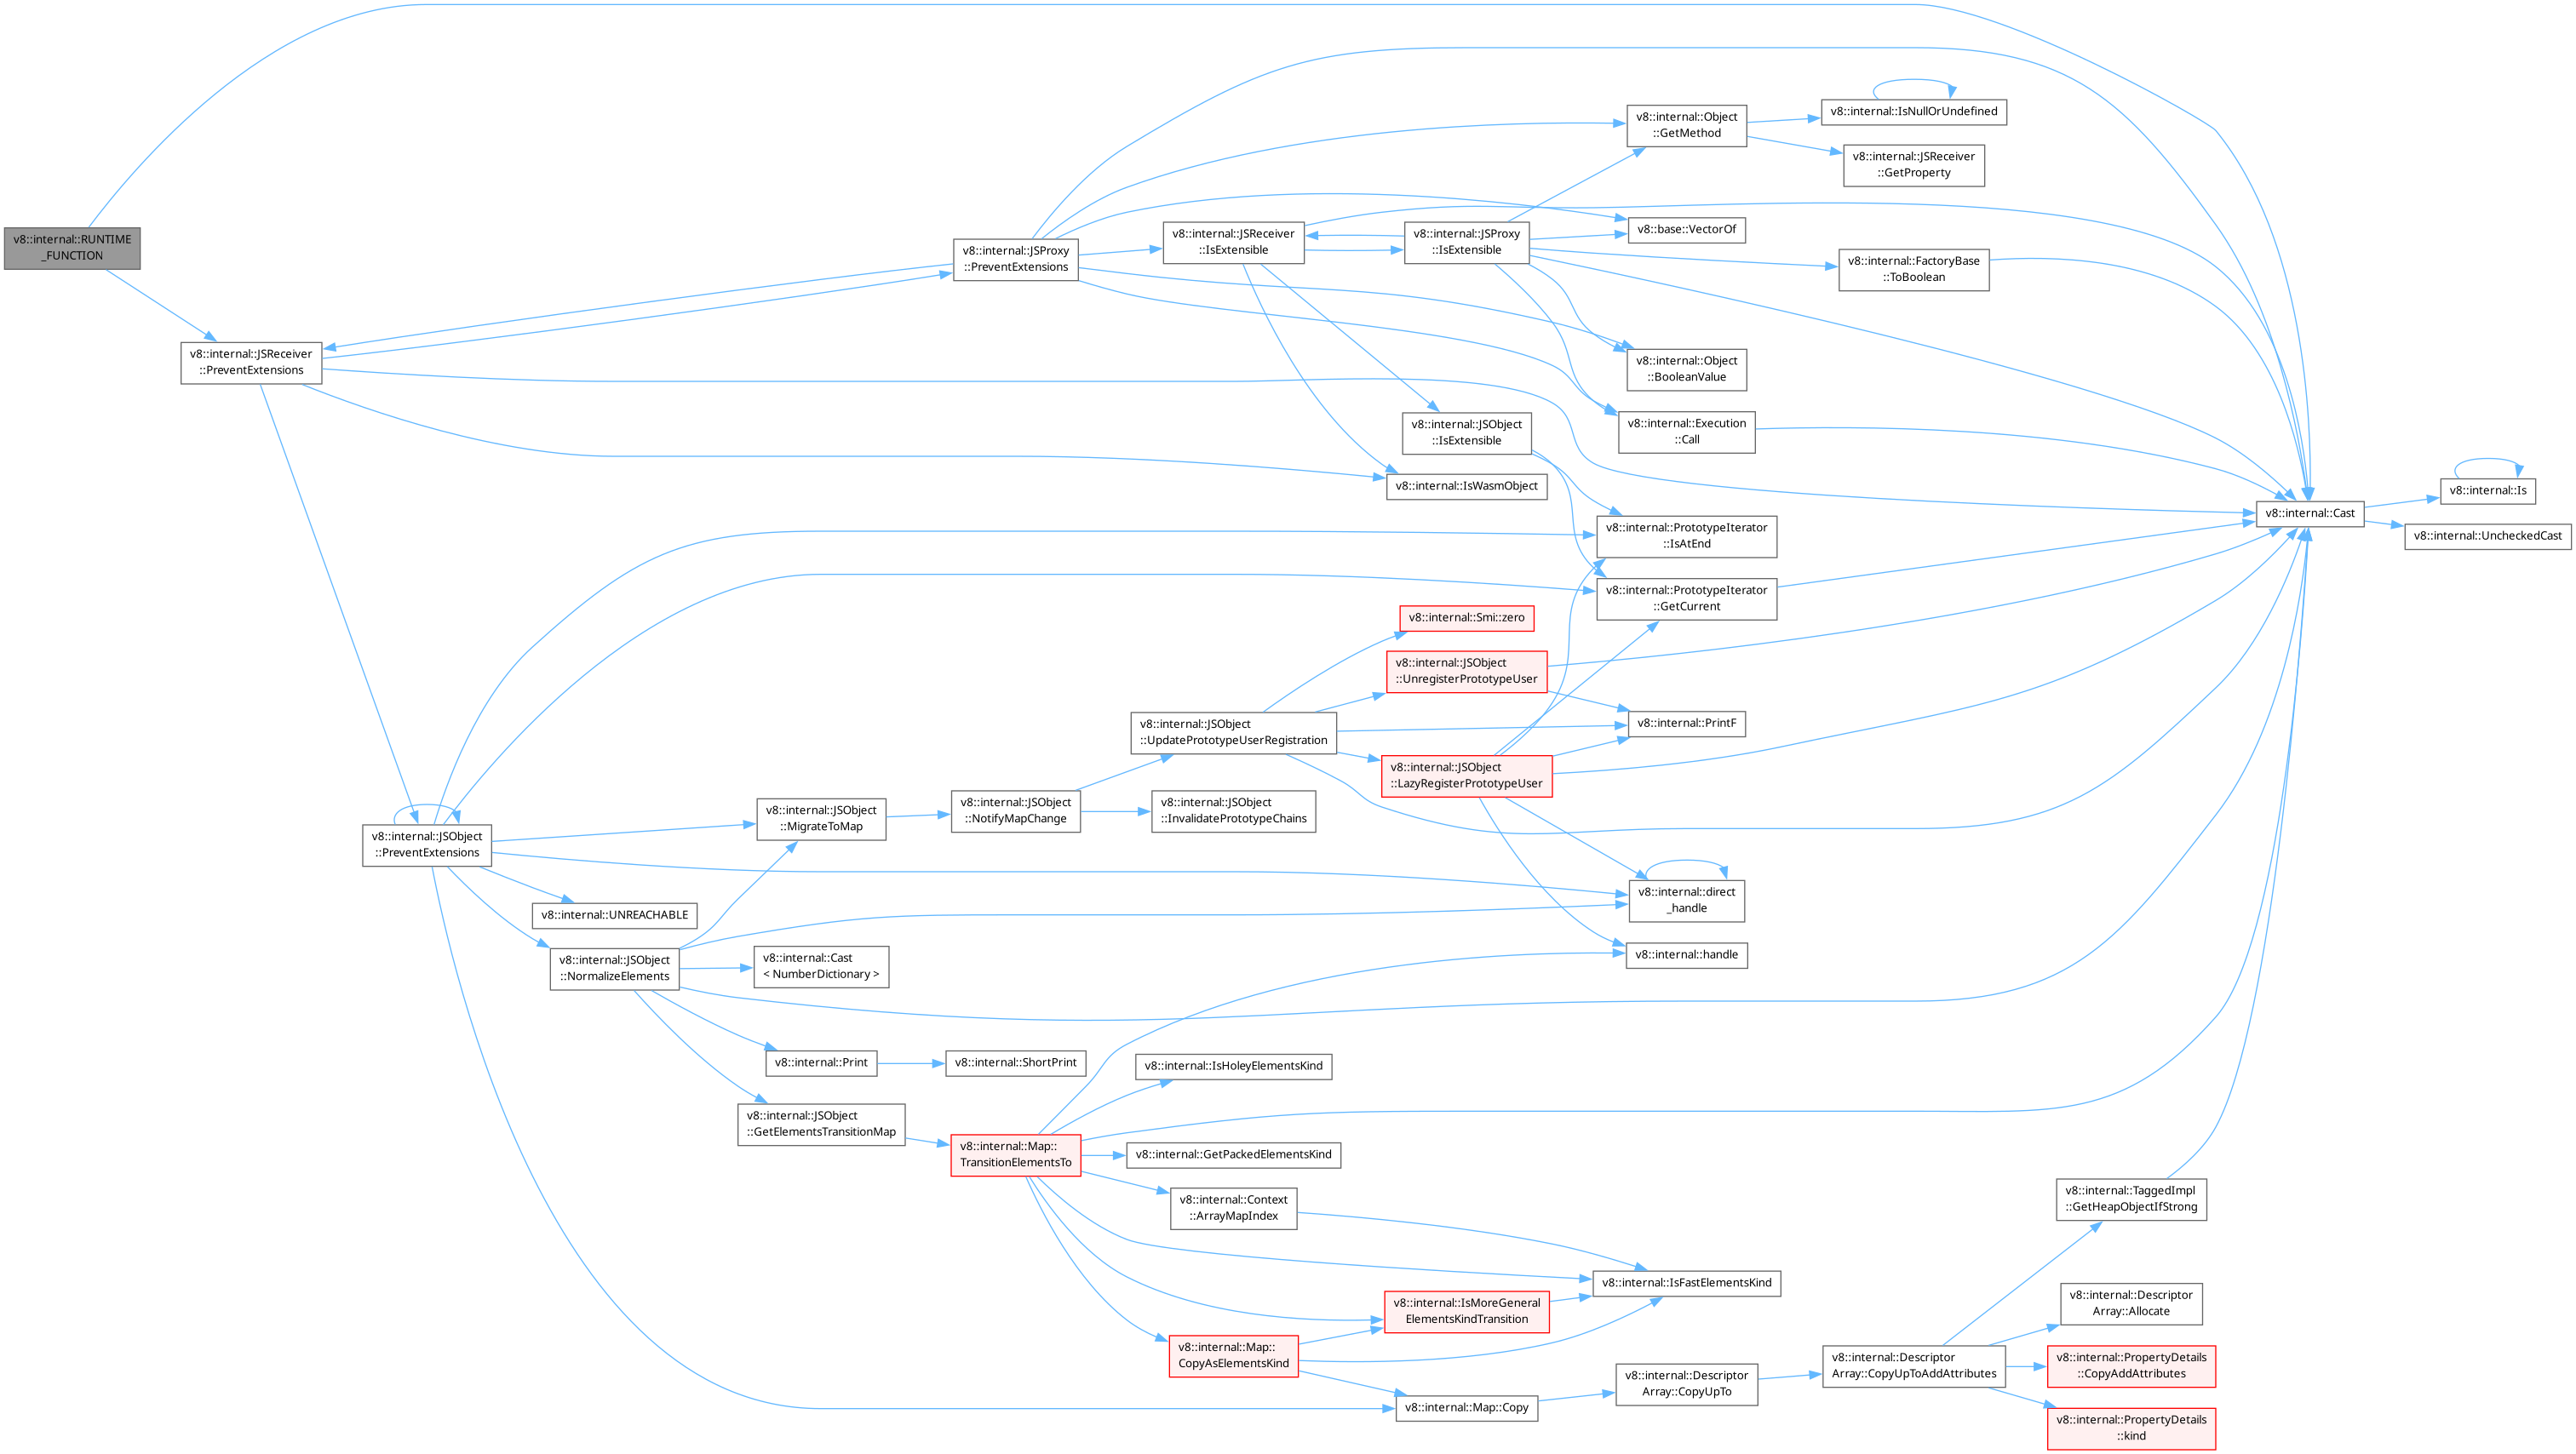 v8::internal::RUNTIME
_FUNCTION
v8::internal::JSReceiver
::PreventExtensions
v8::internal::JSObject
::PreventExtensions
v8::internal::UNREACHABLE
v8::internal::JSObject
::NormalizeElements
v8::internal::JSObject
::MigrateToMap
v8::internal::Cast
< NumberDictionary >
v8::internal::Print
v8::internal::JSObject
::GetElementsTransitionMap
v8::internal::JSProxy
::PreventExtensions
v8::internal::JSObject
::NotifyMapChange
v8::internal::ShortPrint
v8::internal::Map::
TransitionElementsTo
v8::internal::JSReceiver
::IsExtensible
v8::internal::JSObject
::UpdatePrototypeUserRegistration
v8::internal::JSObject
::InvalidatePrototypeChains
v8::internal::IsHoleyElementsKind
v8::internal::GetPackedElementsKind
v8::internal::Context
::ArrayMapIndex
v8::internal::Map::
CopyAsElementsKind
v8::internal::JSProxy
::IsExtensible
v8::internal::JSObject
::IsExtensible
v8::internal::IsWasmObject
v8::internal::Smi::zero
v8::internal::JSObject
::UnregisterPrototypeUser
v8::internal::JSObject
::LazyRegisterPrototypeUser
v8::internal::IsMoreGeneral
ElementsKindTransition
v8::internal::Map::Copy
v8::internal::Object
::GetMethod
v8::base::VectorOf
v8::internal::Object
::BooleanValue
v8::internal::Execution
::Call
v8::internal::PrototypeIterator
::IsAtEnd
v8::internal::PrototypeIterator
::GetCurrent
v8::internal::PrintF
v8::internal::direct
_handle
v8::internal::handle
v8::internal::IsFastElementsKind
v8::internal::Descriptor
Array::CopyUpTo
v8::internal::IsNullOrUndefined
v8::internal::JSReceiver
::GetProperty
v8::internal::FactoryBase
::ToBoolean
v8::internal::Descriptor
Array::CopyUpToAddAttributes
v8::internal::TaggedImpl
::GetHeapObjectIfStrong
v8::internal::Descriptor
Array::Allocate
v8::internal::PropertyDetails
::CopyAddAttributes
v8::internal::PropertyDetails
::kind
v8::internal::Cast
v8::internal::Is
v8::internal::UncheckedCast